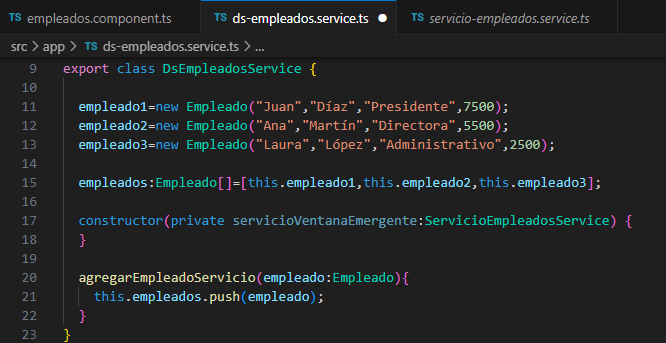 TS empleados.component.ts
TS ds-empleados.service.ts ●
TS servicio-empleados.service.ts
src > app > TS ds-empleados.service.ts > ...
9 export class DsEmpleadosService {
10
11 empleado1=new Empleado("Juan","Díaz","Presidente",7500);
12 empleado2=new Empleado("Ana","Martín","Directora",5500);
13 empleado3=new Empleado("Laura","López","Administrativo",2500);
14
15 empleados:Empleado[]=[this.empleado1,this.empleado2,this.empleado3];
16
17 constructor(private servicioVentanaEmergente:ServicioEmpleadosService) {
18 }
19
20 agregarEmpleadoServicio(empleado:Empleado){
21 this.empleados.push(empleado);
22 }
23 }